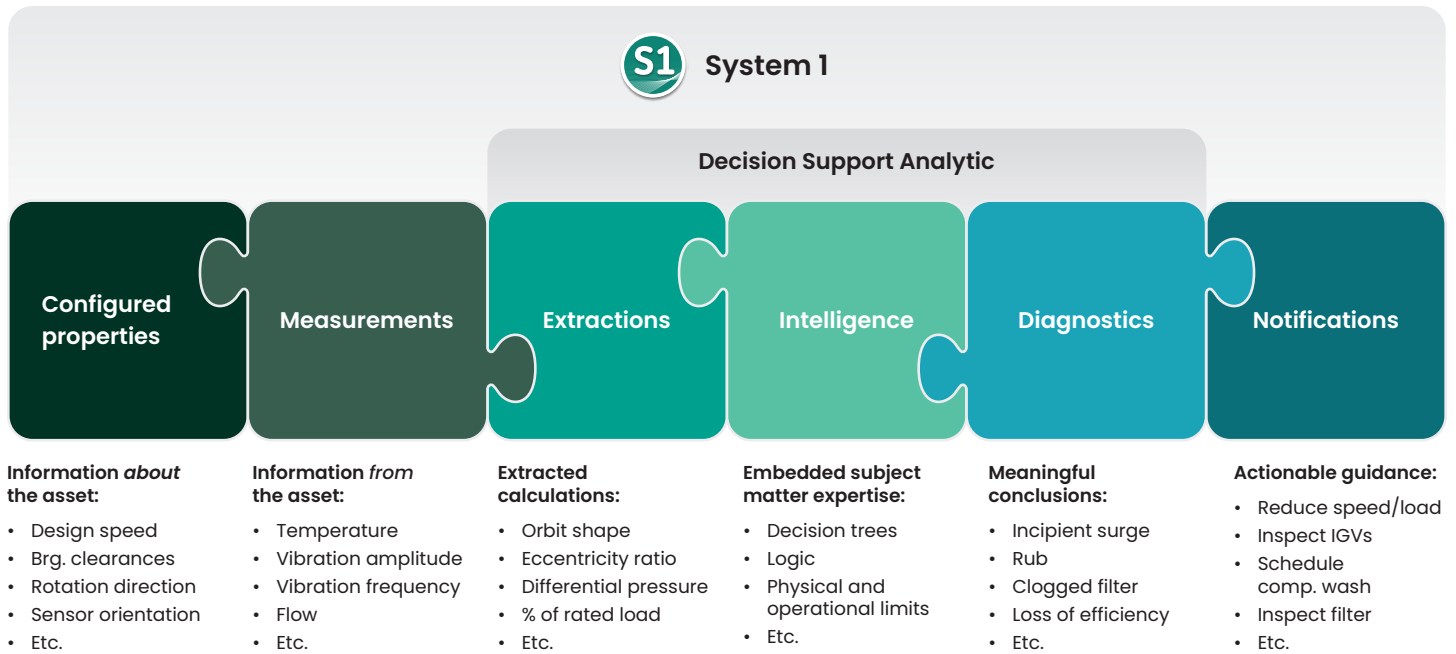 S1 System 1
Decision Support Analytic
Configured
properties
Measurements
Extractions
Intelligence
Diagnostics
Notifications
Information about
the asset:
• Design speed
• Brg. clearances
• Rotation direction
• Sensor orientation
• Etc.
Information from
the asset:
• Temperature
• Vibration amplitude
• Vibration frequency
• Flow
• Etc.
Extracted
calculations:
• Orbit shape
• Eccentricity ratio
• Differential pressure
• % of rated load
• Etc.
Embedded subject
matter expertise:
• Decision trees
• Logic
• Physical and
operational limits
• Etc.
Meaningful
conclusions:
• Incipient surge
• Rub
• Clogged filter
• Loss of efficiency
• Etc.
Actionable guidance:
• Reduce speed/load
• Inspect IGVs
• Schedule
comp. wash
• Inspect filter
• Etc.